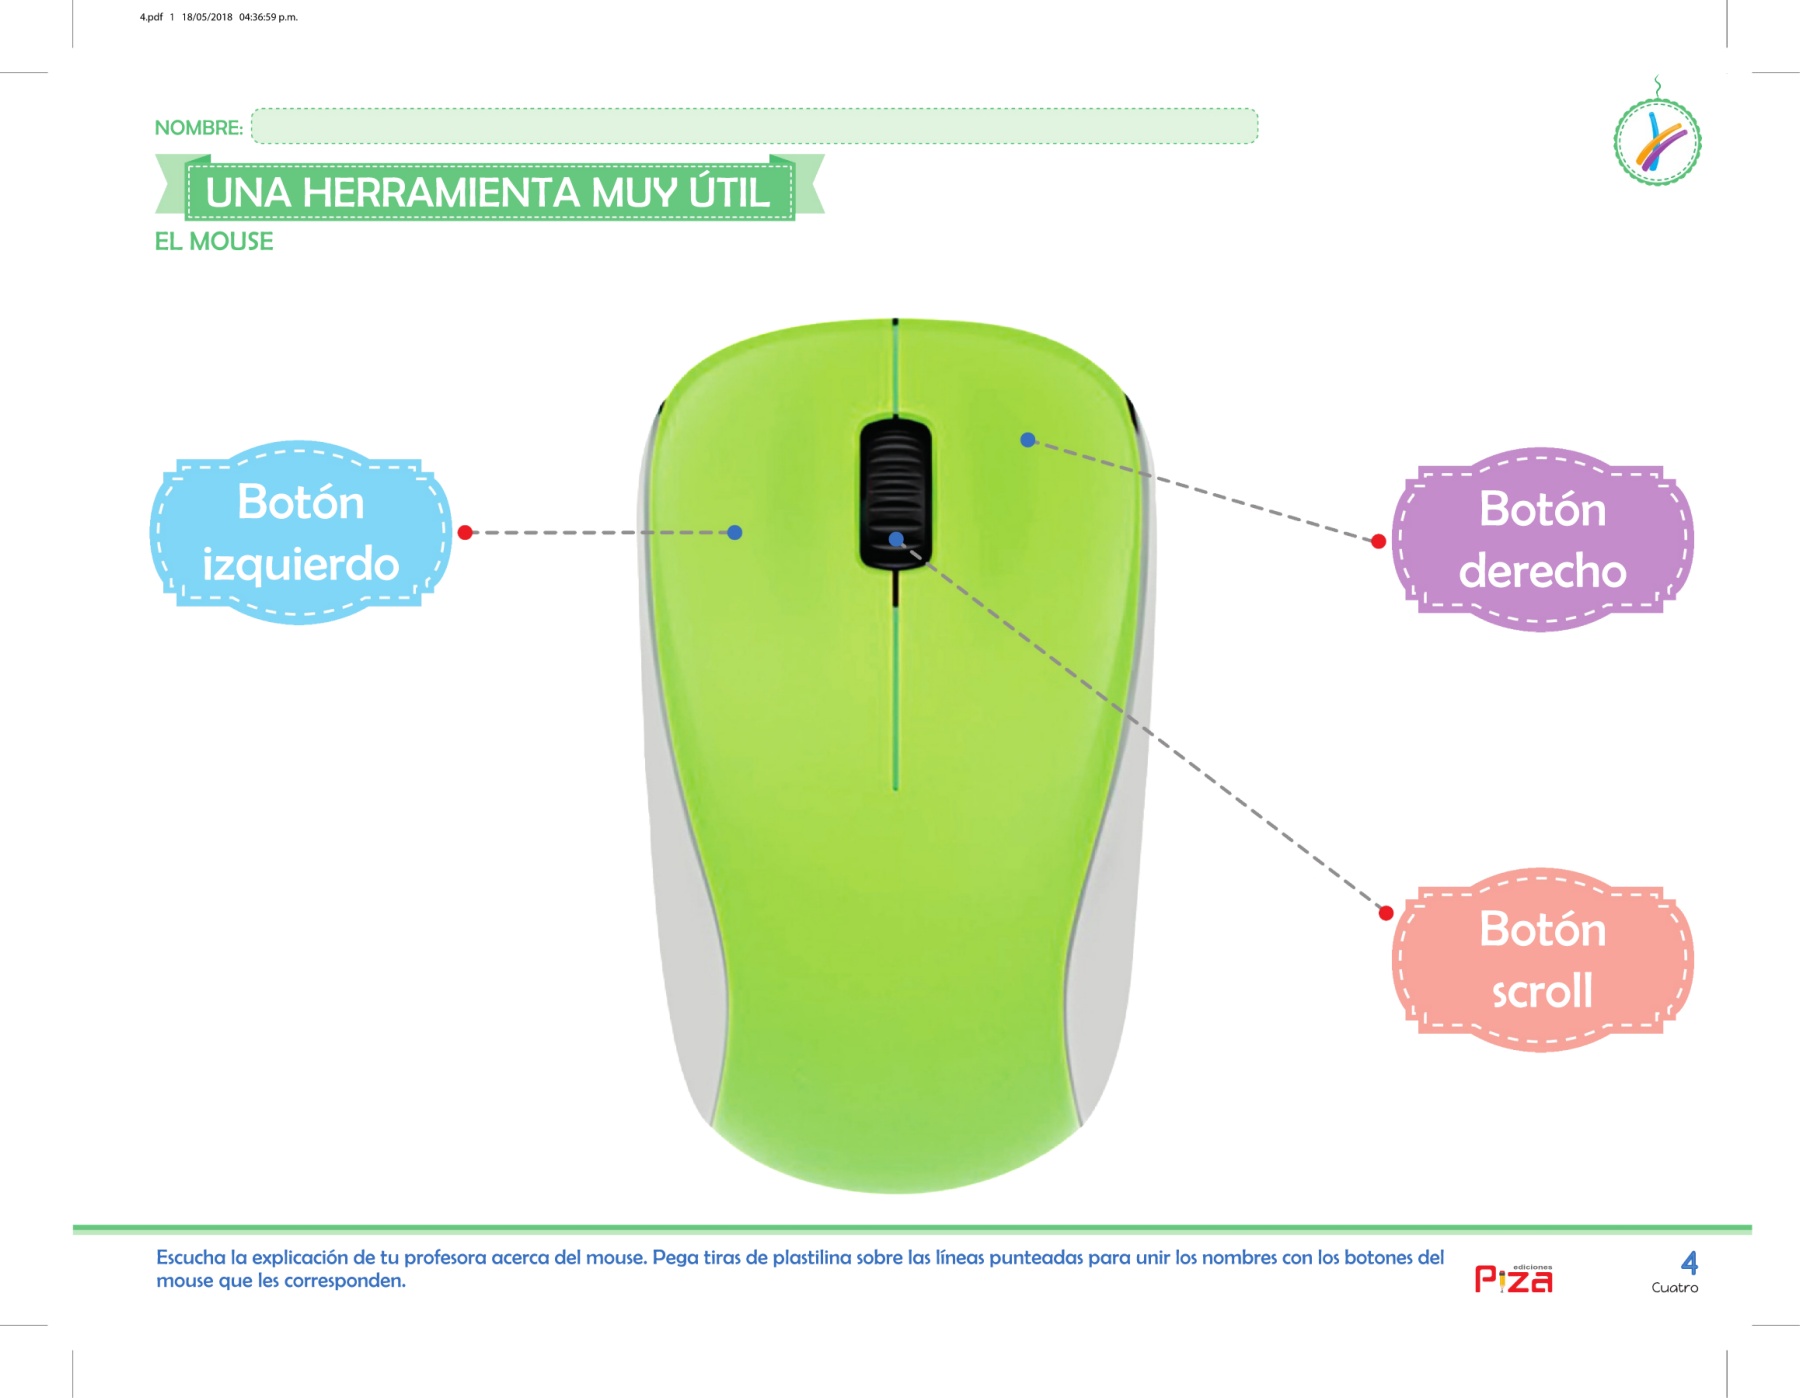 4.pdf 1 18/05/2018 04:36:59 p.m.
NOMBRE:
UNA HERRAMIENTA MUY ÚTIL
EL MOUSE
Botón
izquierdo
Botón
derecho
Botón
scroll
Escucha la explicación de tu profesora acerca del mouse. Pega tiras de plastilina sobre las líneas punteadas para unir los nombres con los botones del
mouse que les corresponden.
ediciones
Piza
4
Cuatro